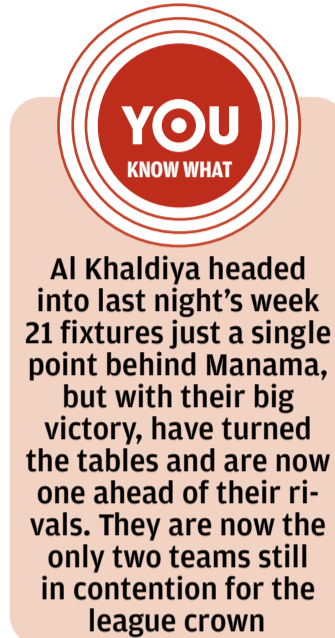 YOU
KNOW WHAT
Al Khaldiya headed
into last night’s week
21 fixtures just a single
point behind Manama,
but with their big
victory, have turned
the tables and are now
one ahead of their ri-
vals. They are now the
only two teams still
in contention for the
league crown